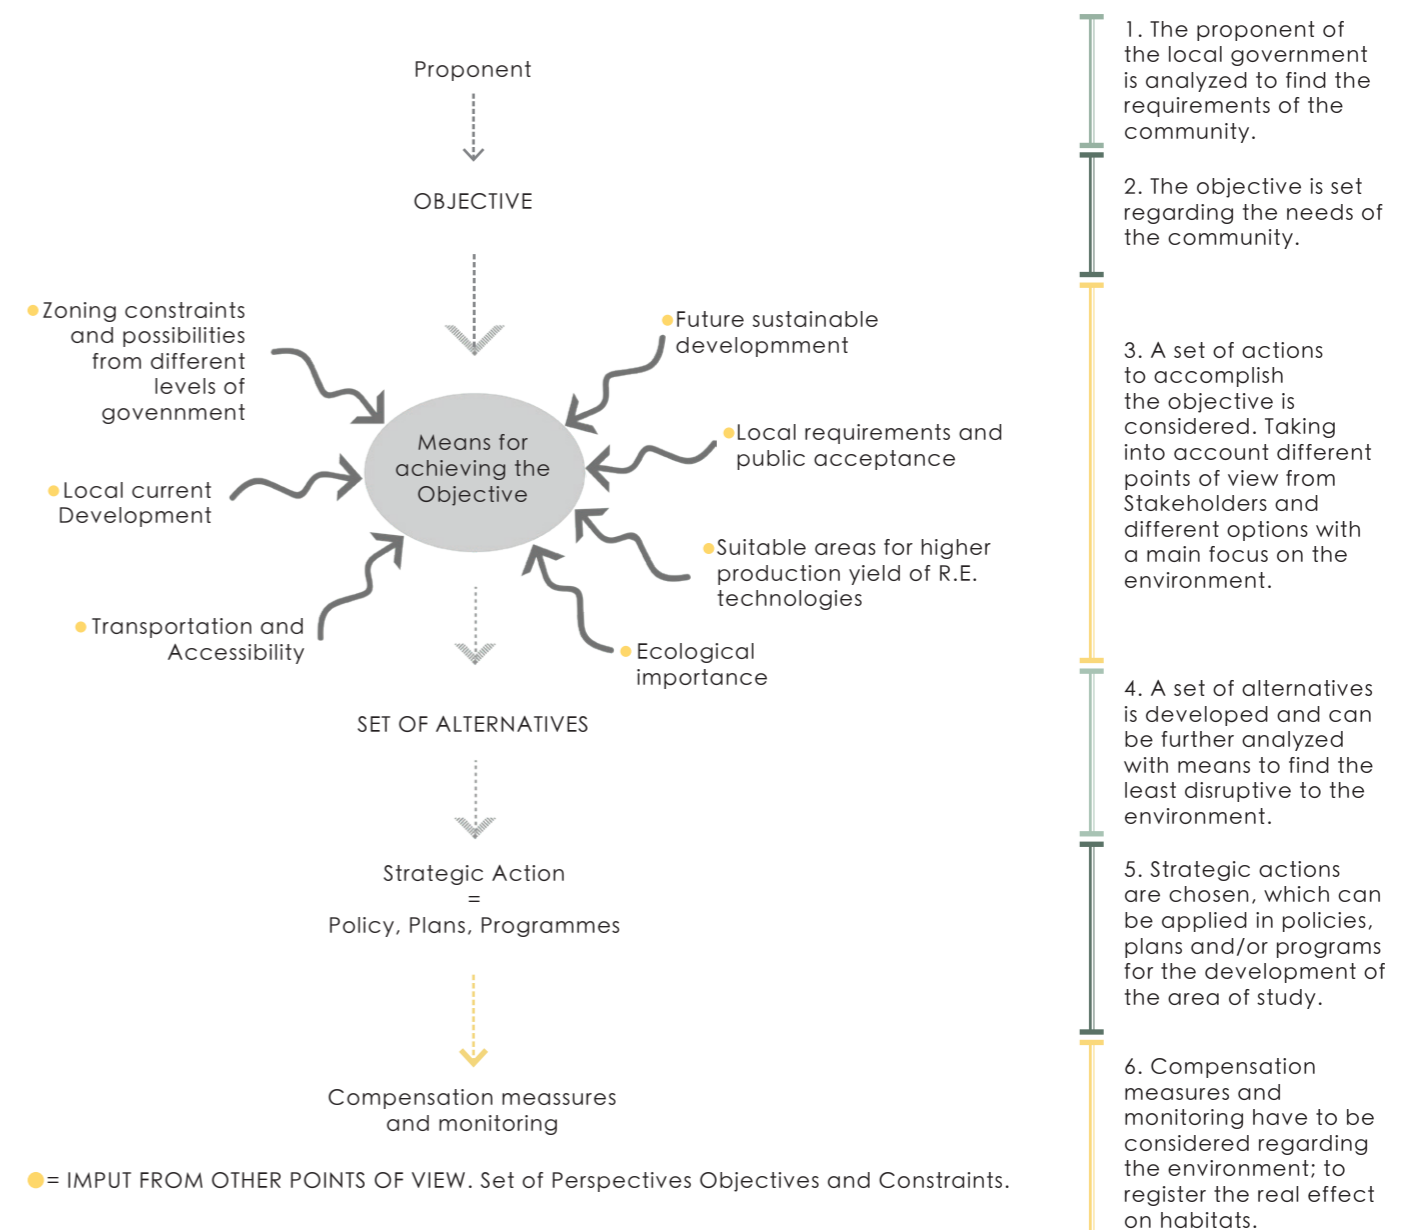 Proponent
OBJECTIVE
Zoning constraints
and possibilities
from different
levels of
govennment
Future sustainable
developmment
Means for
achieving the
Objective
Local requirements and
public acceptance
Local current
Development
Suitable areas for higher
production yield of R.E.
technologies
Transportation and
Accessibility
Ecological
importance
SET OF ALTERNATIVES
Strategic Action
=
Policy, Plans, Programmes
Compensation meassures
and monitoring
= IMPUT FROM OTHER POINTS OF VIEW. Set of Perspectives Objectives and Constraints.
1. The proponent of
the local government
is analyzed to find the
requirements of the
community.
2. The objective is set
regarding the needs of
the community.
3. A set of actions
to accomplish
the objective is
considered. Taking
into account different
points of view from
Stakeholders and
different options with
a main focus on the
environment.
4. A set of alternatives
is developed and can
be further analyzed
with means to find the
least disruptive to the
environment.
5. Strategic actions
are chosen, which can
be applied in policies,
plans and/or programs
for the development of
the area of study.
6. Compensation
measures and
monitoring have to be
considered regarding
the environment; to
register the real effect
on habitats.